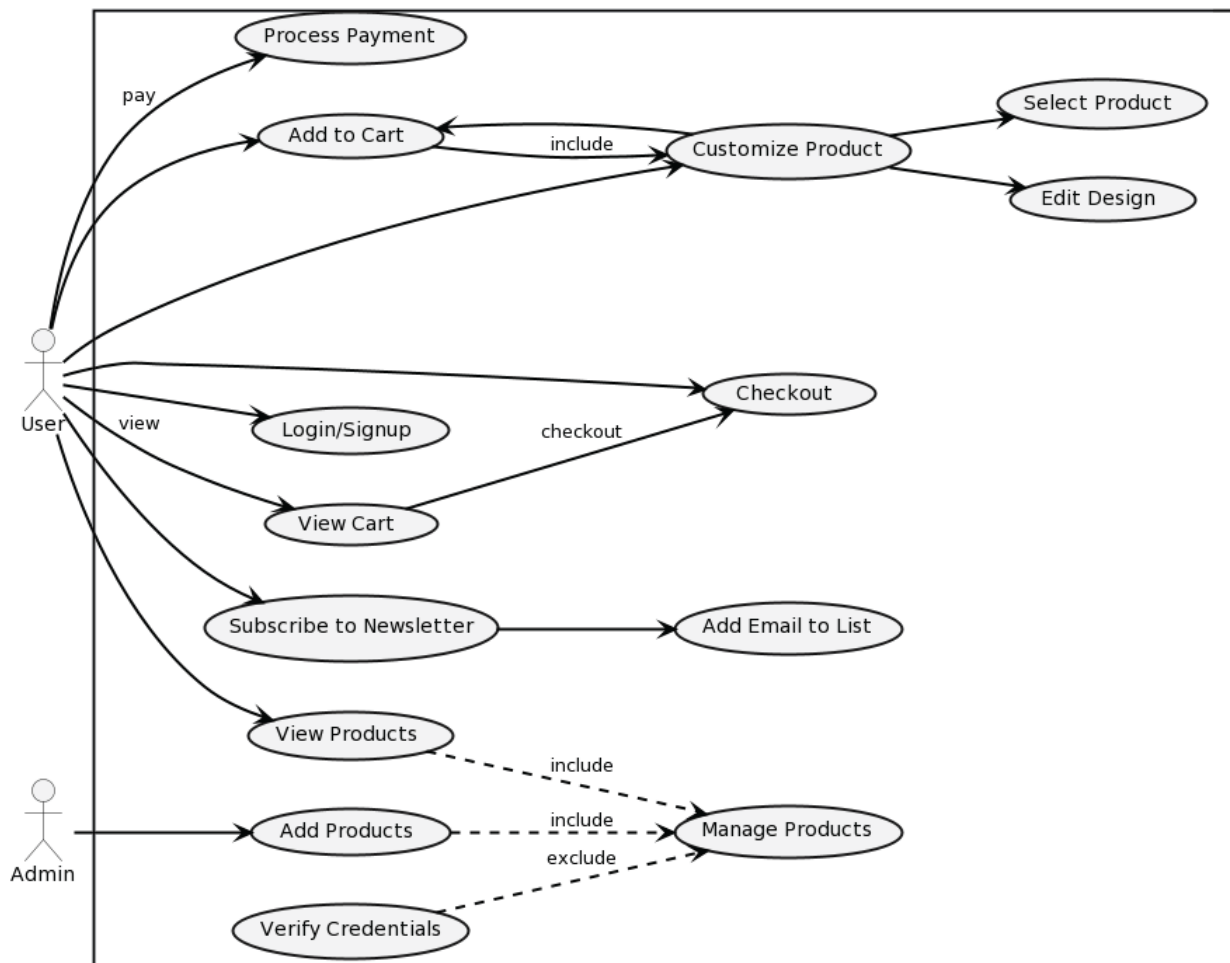 Process Payment
pay
Select Product
Add to Cart
include
Customize Product
Edit Design
User
Checkout
view
Login/Signup
checkout
View Cart
Subscribe to Newsletter
Add Email to List
View Products
include
Admin
Add Products
include
Manage Products
exclude
Verify Credentials